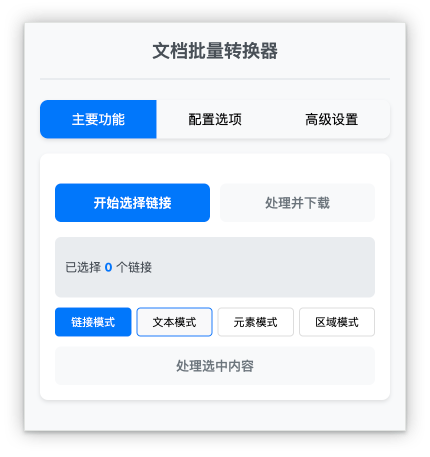 文档批量转换器
主要功能 配置选项 高级设置
开始选择链接 处理并下载
已选择 0 个链接
链接模式 文本模式 元素模式 区域模式
处理选中内容